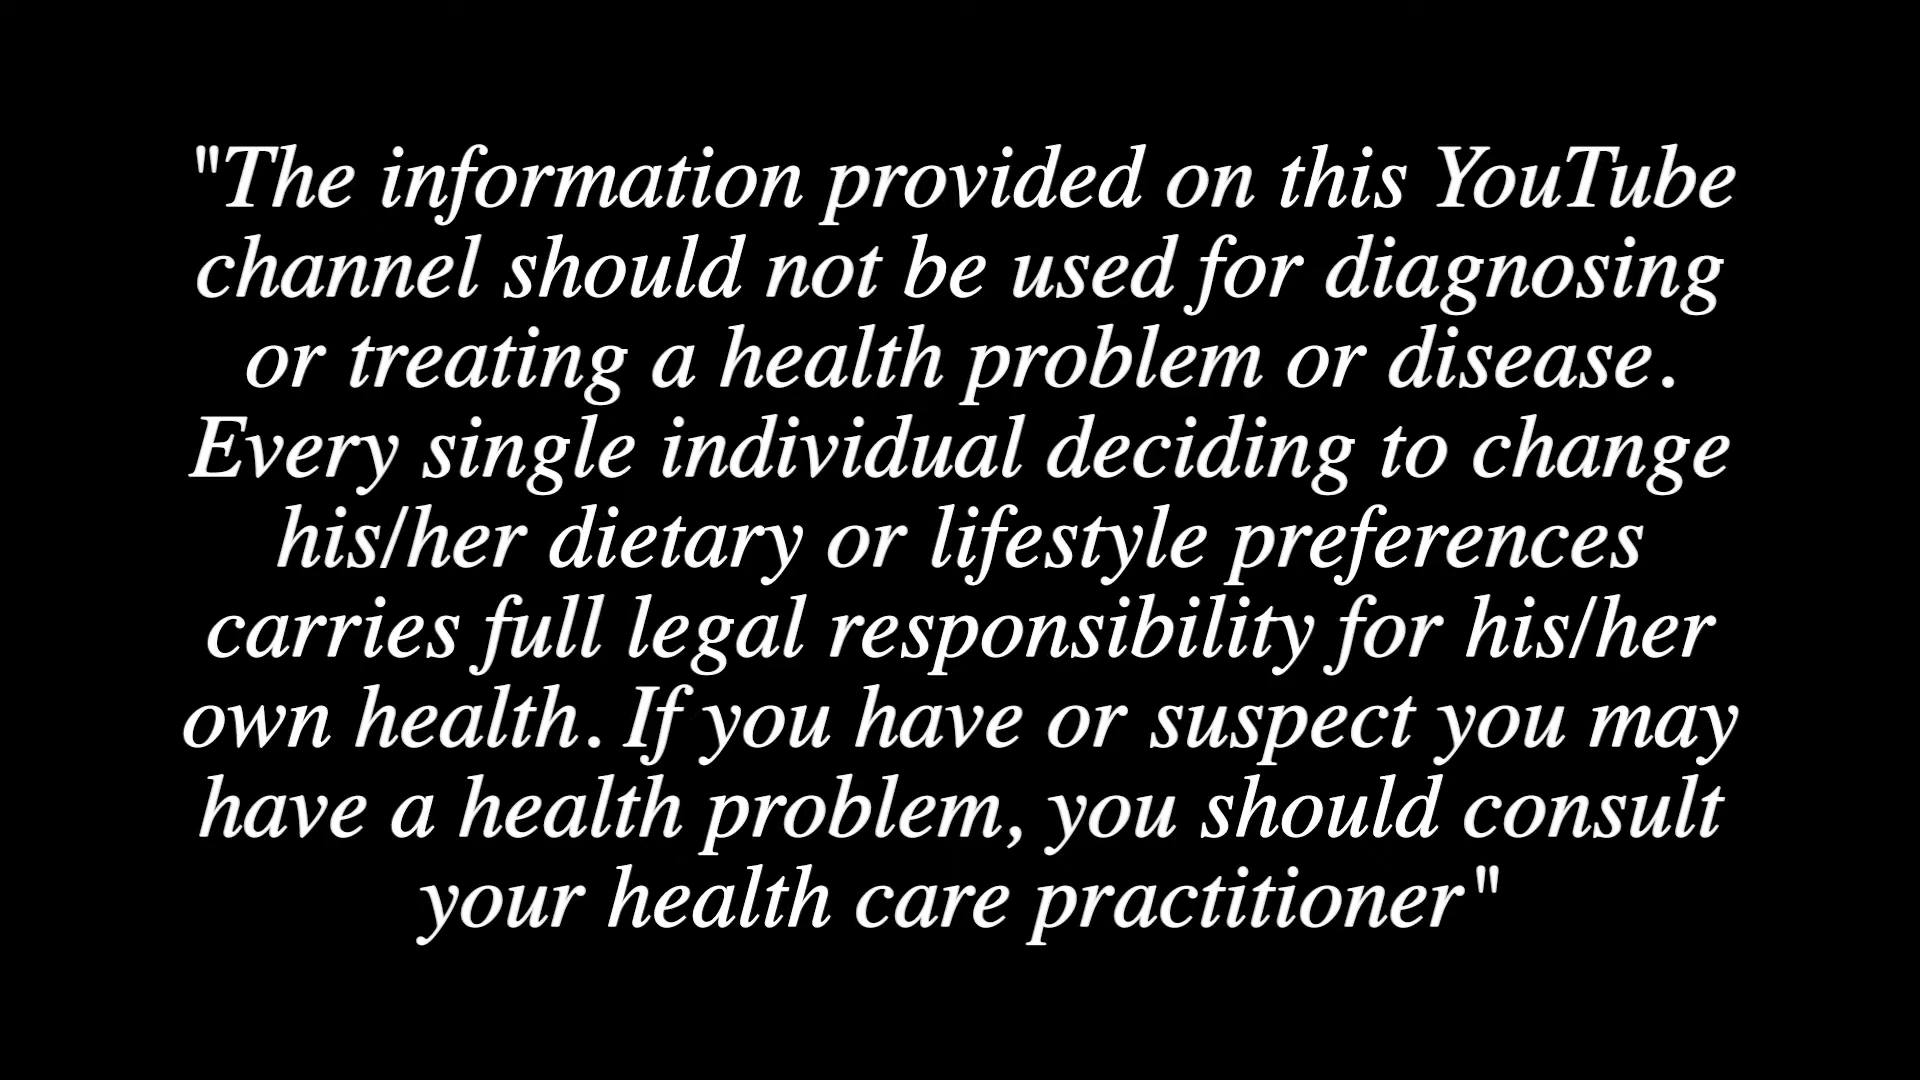 "The information provided on this YouTube
channel should not be used for diagnosing
or treating a health problem or disease.
Every single individual deciding to change
his/her dietary or lifestyle preferences
carries full legal responsibility for his/her
own health. If you have or suspect you may
have a health problem, you should consult
your health care practitioner"